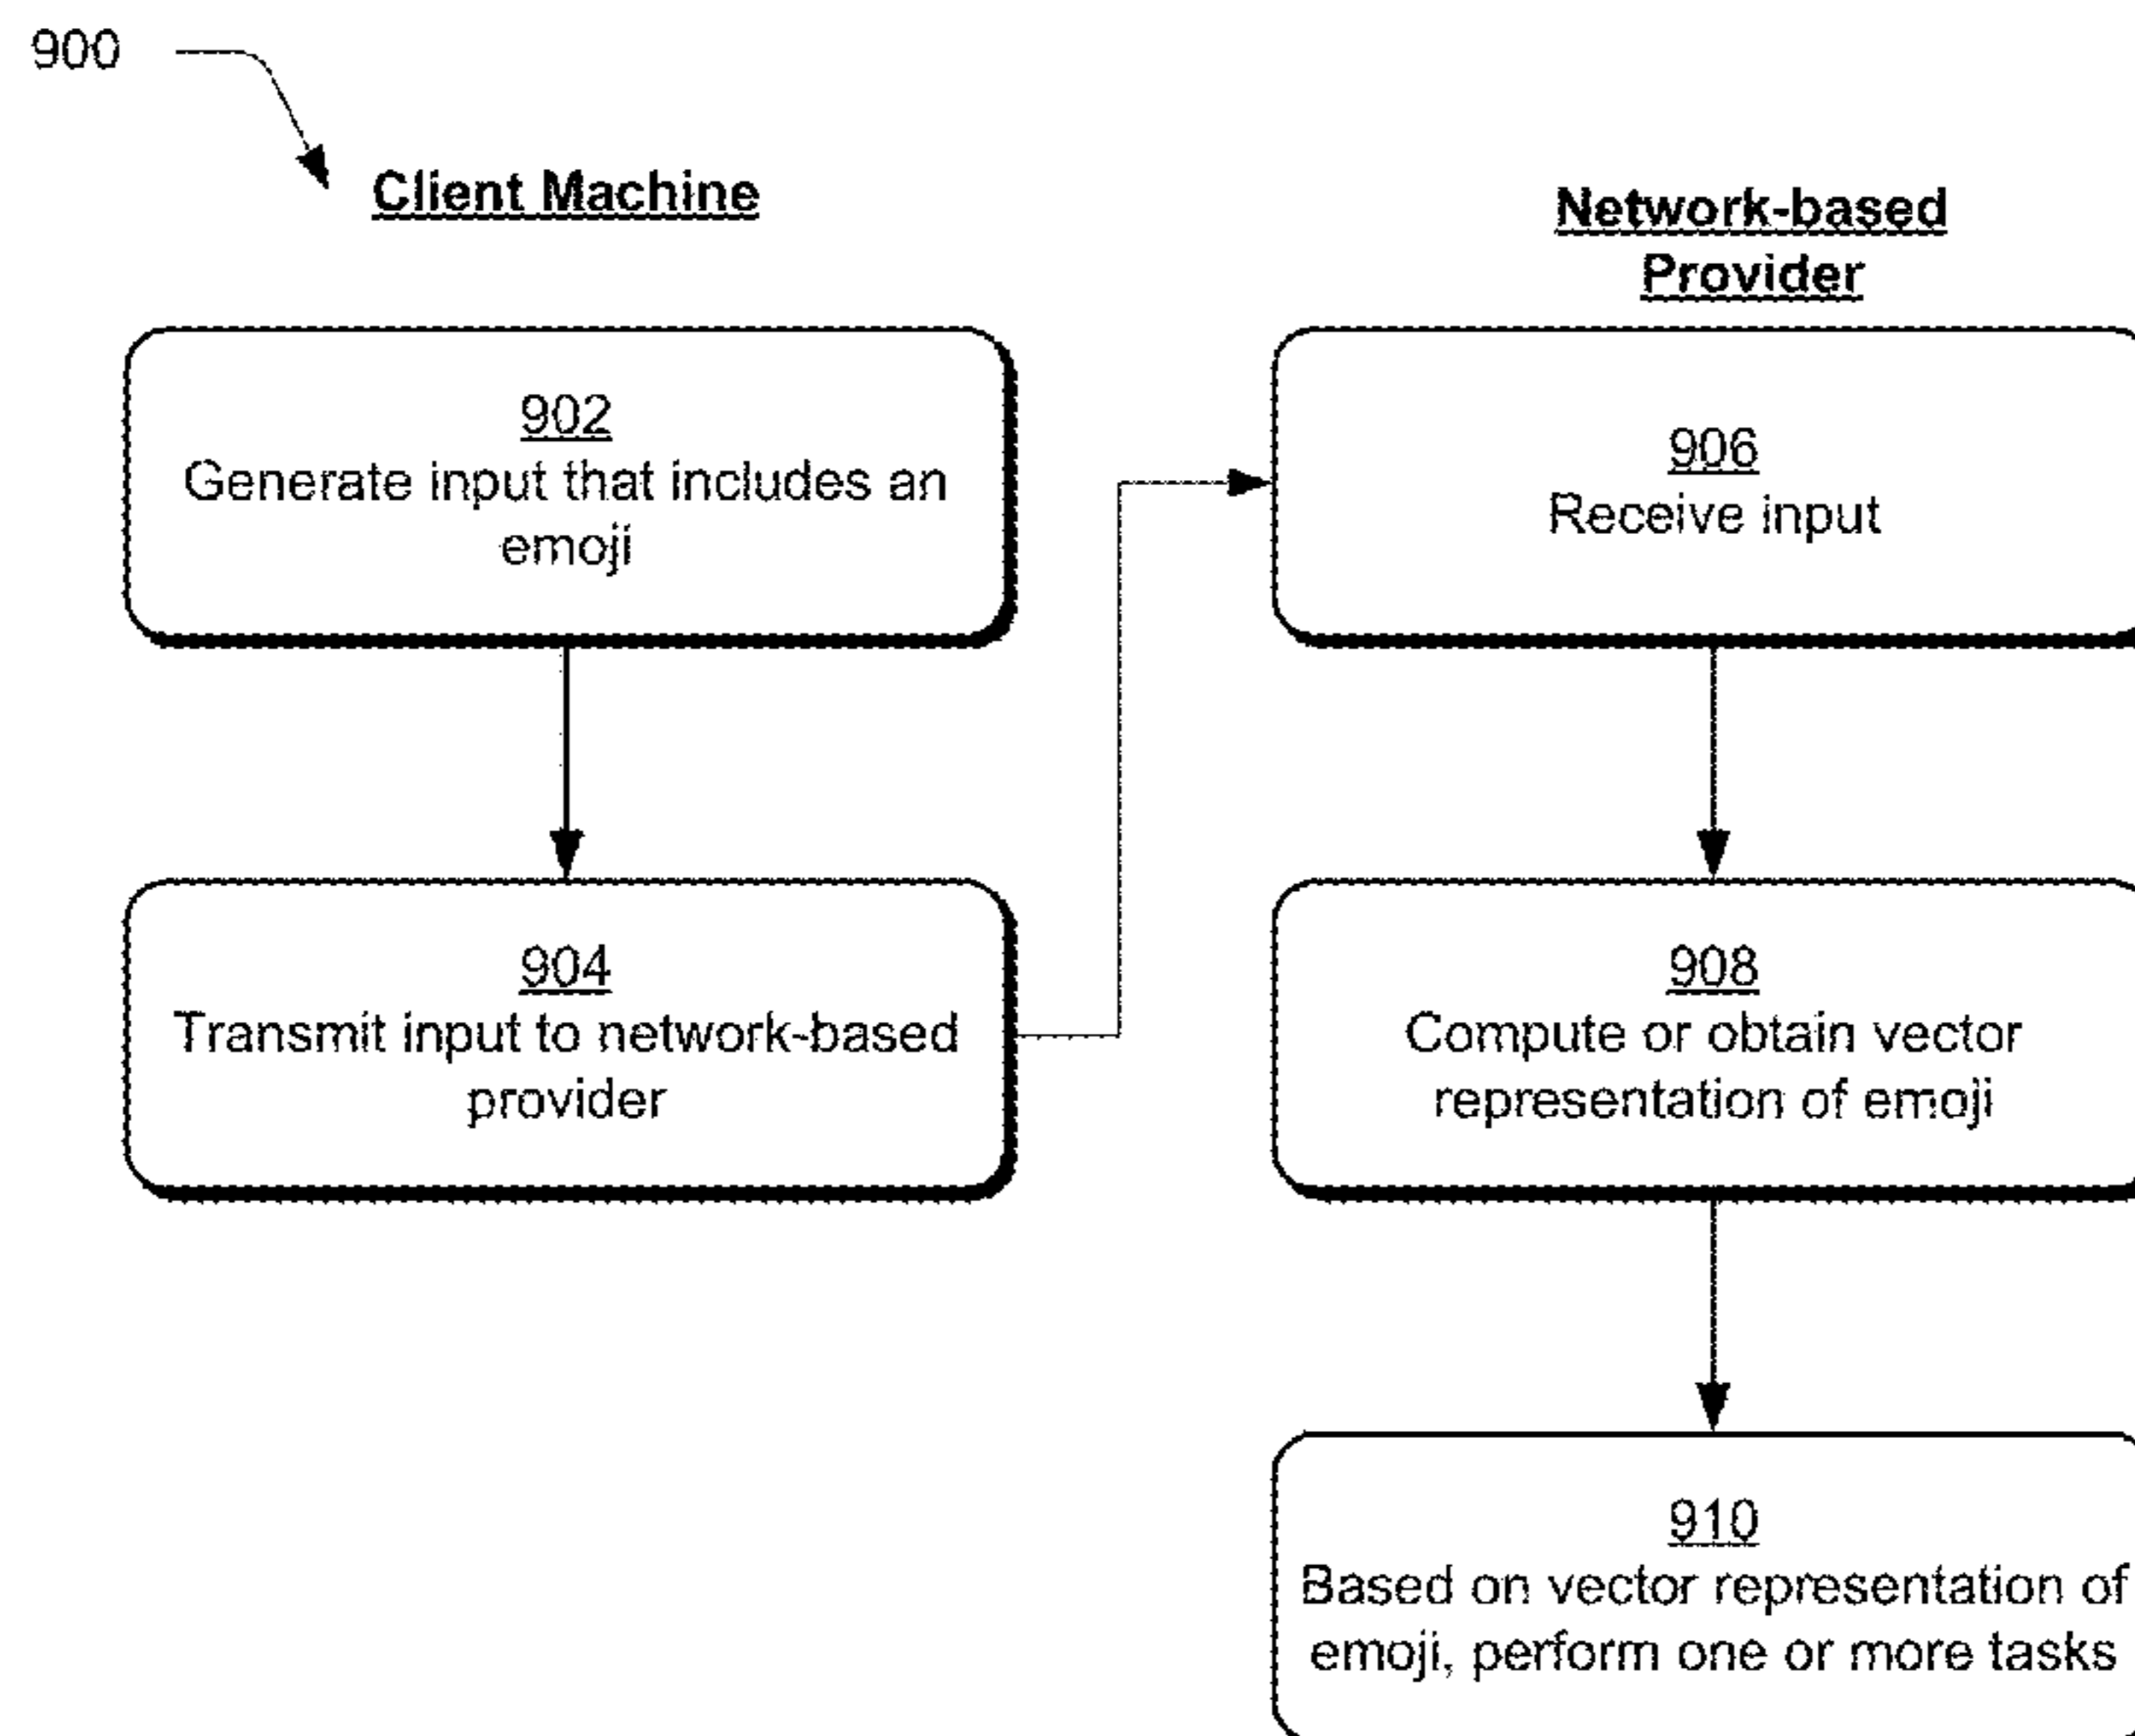 900
Client Machine
902
Generate input that includes an
emoji
904
Transmit input to network-based
provider
Network-based
Provider
906
Receive input
908
Compute or obtain vector
representation of emoji
910
Based on vector representation of
emoji, perform one or more tasks